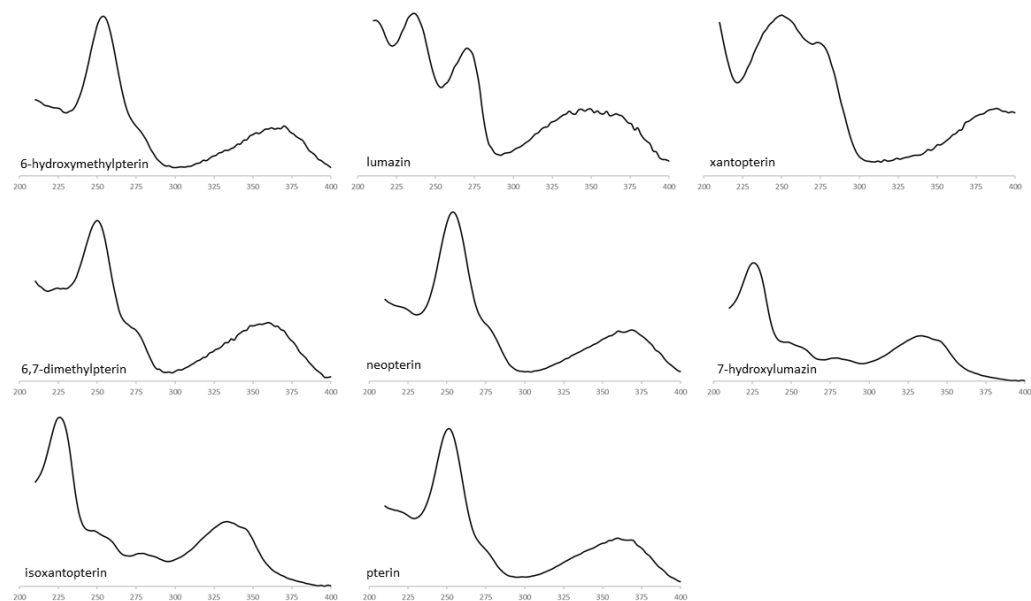 6-hydroxymethylpterin
200 225 250 275 300 325 350 375 400
lumazin
200 225 250 275 300 325 350 375 400
xantopterin
200 225 250 275 300 325 350 375 400
6,7-dimethylpterin
200 225 250 275 300 325 350 375 400
neopterin
200 225 250 275 300 325 350 375 400
7-hydroxylumazin
200 225 250 275 300 325 350 375 400
isoxantopterin
200 225 250 275 300 325 350 375 400
pterin
200 225 250 275 300 325 350 375 400